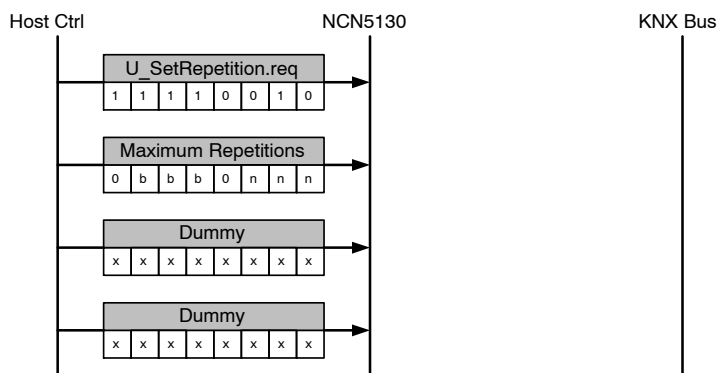 Host Ctrl NCN5130 KNX Bus
U_SetRepetition.req
1 1 1 1 0 0 1 0
Maximum Repetitions
0 b b b 0 n n n
Dummy
x x x x x x x x
Dummy
x x x x x x x x